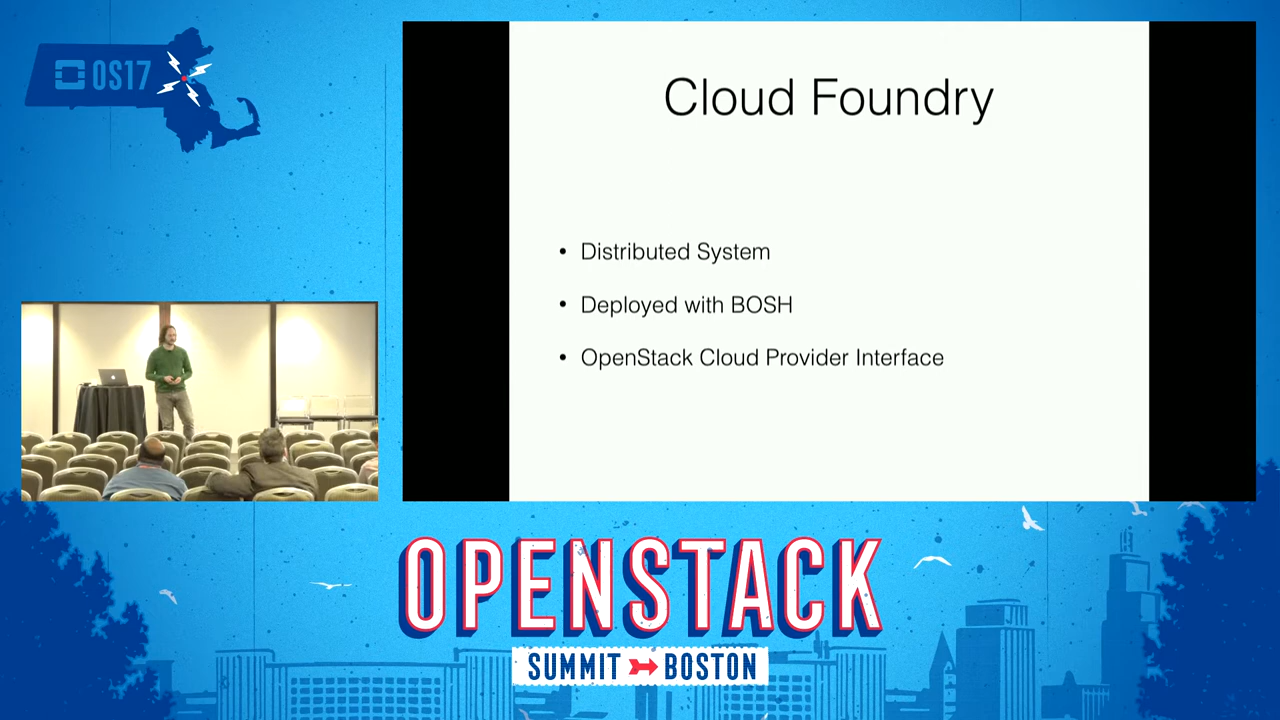 OS17
Cloud Foundry
• Distributed System
• Deployed with BOSH
• OpenStack Cloud Provider Interface
OPENSTACK
SUMMIT BOSTON